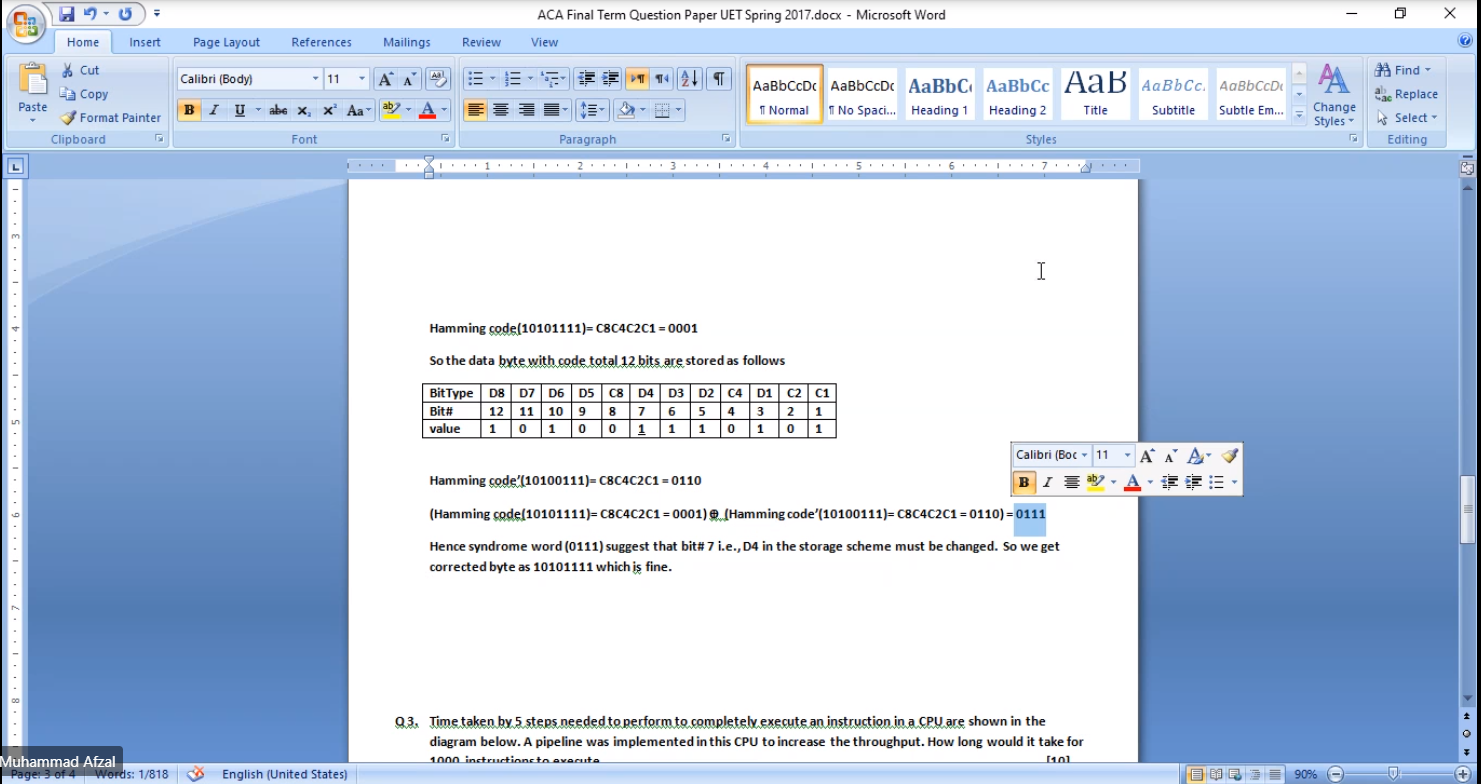 ACA Final Term Question Paper UET Spring 2017.docx - Microsoft Word
Home Insert Page Layout References Mailings Review View
Paste
Cut
Copy
Format Painter
Clipboard
Calibri (Body) 11
Font
Paragraph
AaBbCcDc AaBbCcDc AaBbC AaBbCc AaB AaBbCc. AaBbCcDc
¶ Normal ¶ No Spaci... Heading 1 Heading 2 Title Subtitle Subtle Em...
Change Styles
Styles
Find
Replace
Select
Editing
1 2 3 4 5 6 7
Hamming code(10101111)= C8C4C2C1 = 0001
So the data byte with code total 12 bits are stored as follows
BitType D8 D7 D6 D5 C8 D4 D3 D2 C4 D1 C2 C1
Bit# 12 11 10 9 8 7 6 5 4 3 2 1
value 1 0 1 0 0 1 1 1 0 1 0 1
Calibri (Boc 11
Hamming code’(10100111)= C8C4C2C1 = 0110
(Hamming code(10101111)= C8C4C2C1 = 0001) ⊕ (Hamming code’(10100111)= C8C4C2C1 = 0110) = 0111
Hence syndrome word (0111) suggest that bit# 7 i.e., D4 in the storage scheme must be changed. So we get
corrected byte as 10101111 which is fine.
Q3. Time taken by 5 steps needed to perform to completely execute an instruction in a CPU are shown in the
diagram below. A pipeline was implemented in this CPU to increase the throughput. How long would it take for
1000 instructions to execute [10]
Muhammad Afzal
Page: 3 of 4 Words: 1/818 English (United States) 90%